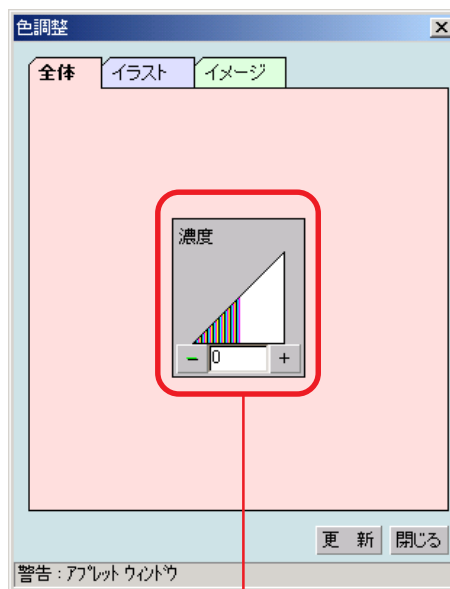 色調整
全体 イラスト イメージ
濃度
− 0 +
更 新 閉じる
警告 : アプレット ウィンドウ